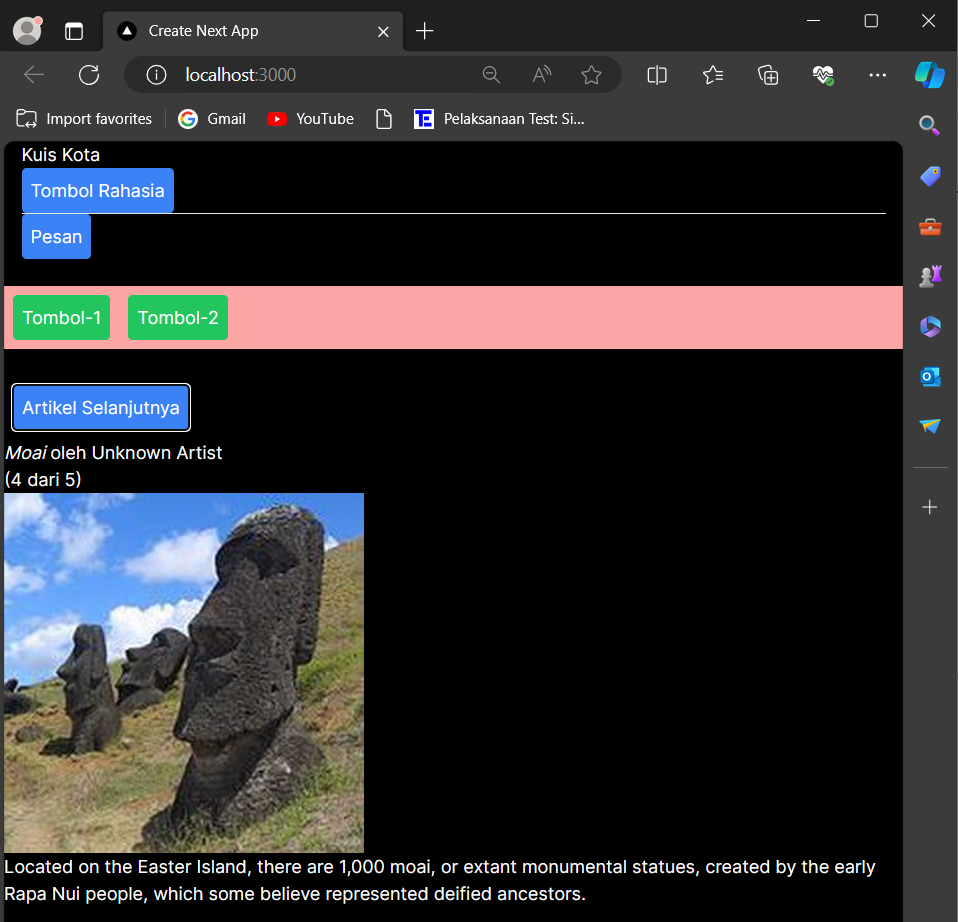 Create Next App
localhost:3000
Import favorites
Gmail
YouTube
TE
Pelaksanaan Test: Si...
Kuis Kota
Tombol Rahasia
Pesan
Tombol-1
Tombol-2
Artikel Selanjutnya
Moai oleh Unknown Artist
(4 dari 5)
Located on the Easter Island, there are 1,000 moai, or extant monumental statues, created by the early
Rapa Nui people, which some believe represented deified ancestors.